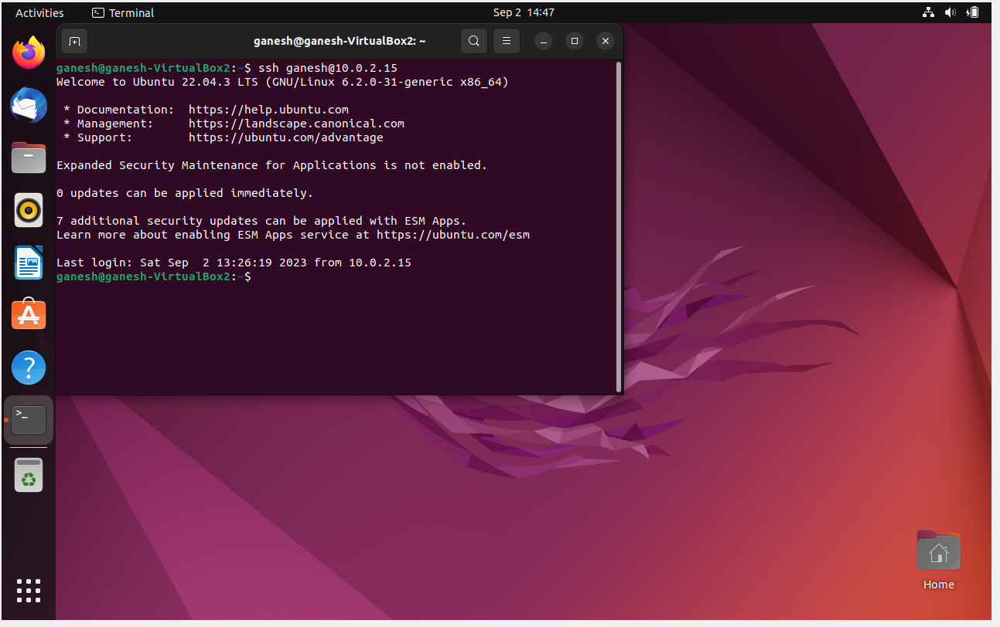 Activities Terminal Sep 2 14:47
ganesh@ganesh-VirtualBox2: ~
ganesh@ganesh-VirtualBox2:~$ ssh ganesh@10.0.2.15
Welcome to Ubuntu 22.04.3 LTS (GNU/Linux 6.2.0-31-generic x86_64)
* Documentation:  https://help.ubuntu.com
* Management:     https://landscape.canonical.com
* Support:        https://ubuntu.com/advantage
Expanded Security Maintenance for Applications is not enabled.
0 updates can be applied immediately.
7 additional security updates can be applied with ESM Apps.
Learn more about enabling ESM Apps service at https://ubuntu.com/esm
Last login: Sat Sep  2 13:26:19 2023 from 10.0.2.15
ganesh@ganesh-VirtualBox2:~$
Home